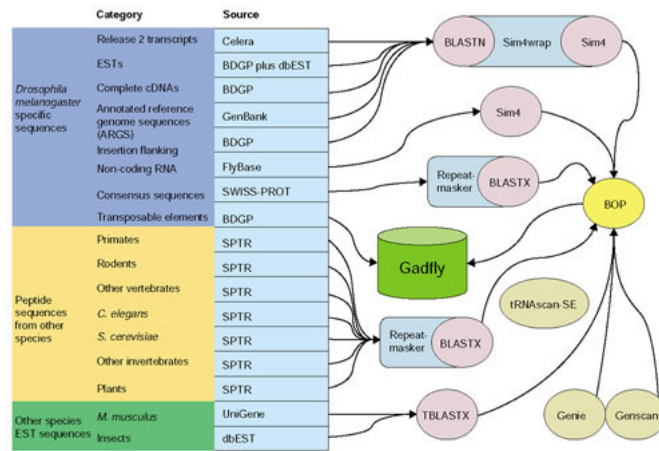 Category Source
Release 2 transcripts Celera
ESTs BDGP plus dbEST
Complete cDNAs BDGP
Annotated reference
genome sequences
(ARGS)
GenBank
Insertion flanking BDGP
Non-coding RNA FlyBase
Consensus sequences SWISS-PROT
Transposable elements BDGP
Drosophila
melanogaster
specific
sequences
Primates SPTR
Rodents SPTR
Other vertebrates SPTR
C. elegans SPTR
S. cerevisiae SPTR
Other invertebrates SPTR
Plants SPTR
Peptide
sequences
from other
species
M. musculus UniGene
Insects dbEST
Other species
EST sequences
BLASTN Sim4wrap Sim4
Sim4
Repeat-
masker
BLASTX
BOP
Gadfly
tRNAscan-SE
Repeat-
masker
BLASTX
TBLASTX
Genie Genscan